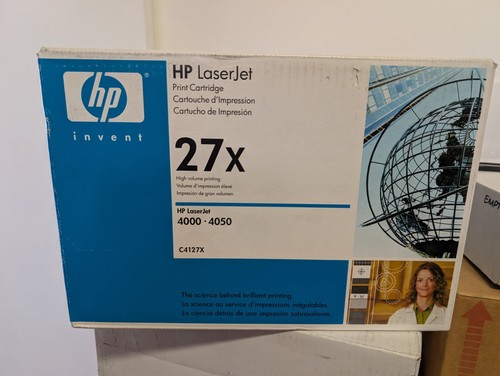 hp
invent
HP LaserJet
Print Cartridge
Cartouche d'Impression
Cartucho de Impresión
27x
High-volume printing
Volume d'impression élevé
Impresión de gran volumen
HP LaserJet
4000 · 4050
C4127X
The science behind brilliant printing.
La science au service d'impressions inégalables.
La ciencia detrás de una impresión sobresaliente.